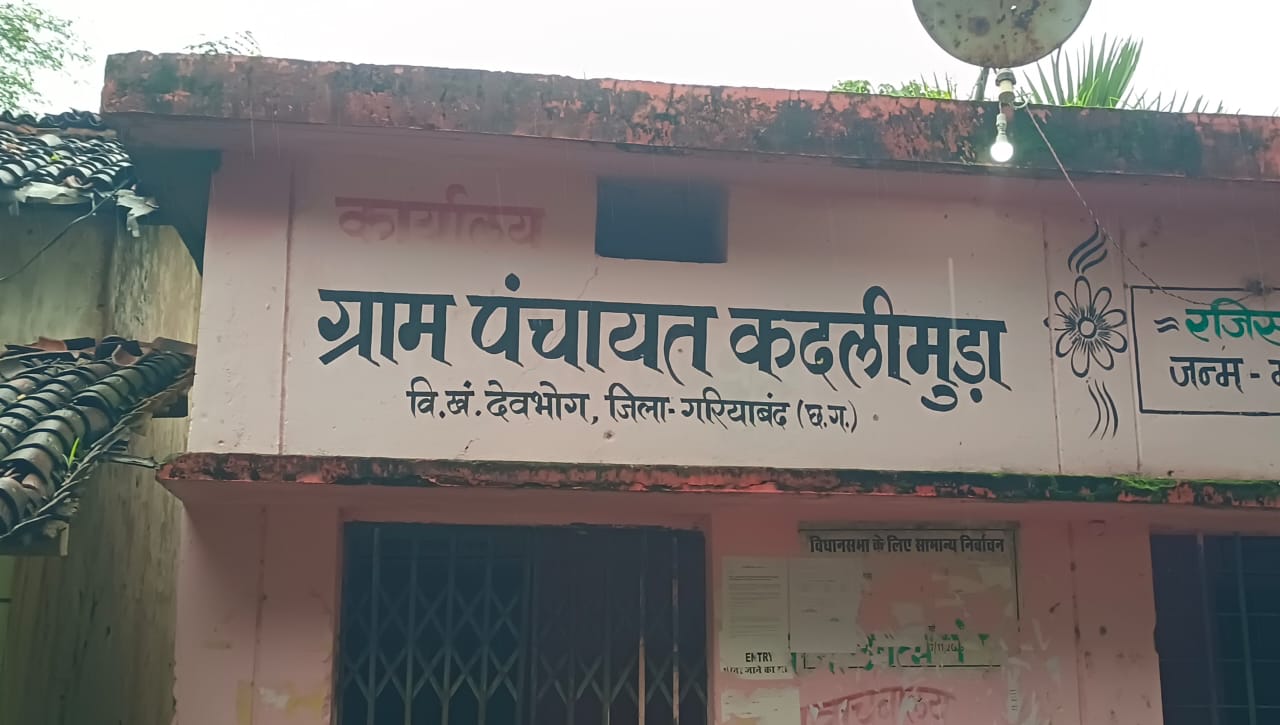 कार्यालय
ग्राम पंचायत कदलीमुड़ा
वि.खं. देवभोग, जिला- गरियाबंद (छ.ग.)
जन्म -
विधानसभा के लिए सामान्य निर्वाचन
ENTRY